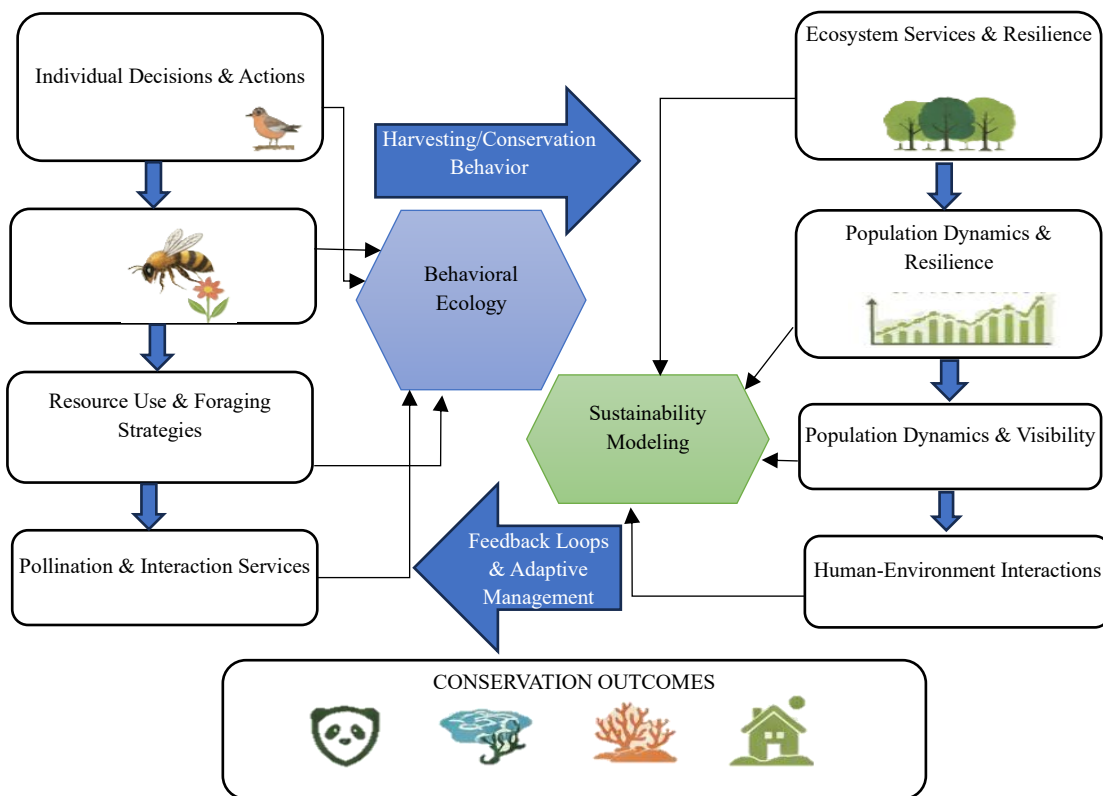 Individual Decisions & Actions
Resource Use & Foraging
Strategies
Pollination & Interaction Services
Harvesting/Conservation
Behavior
Behavioral
Ecology
Sustainability
Modeling
Feedback Loops
& Adaptive
Management
Ecosystem Services & Resilience
Population Dynamics &
Resilience
Population Dynamics & Visibility
Human-Environment Interactions
CONSERVATION OUTCOMES